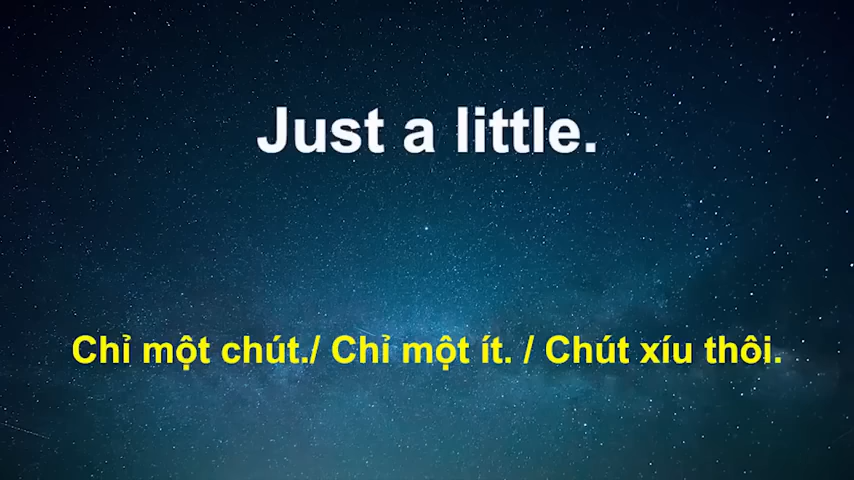 Just a little.
Chỉ một chút./ Chỉ một ít. / Chút xíu thôi.